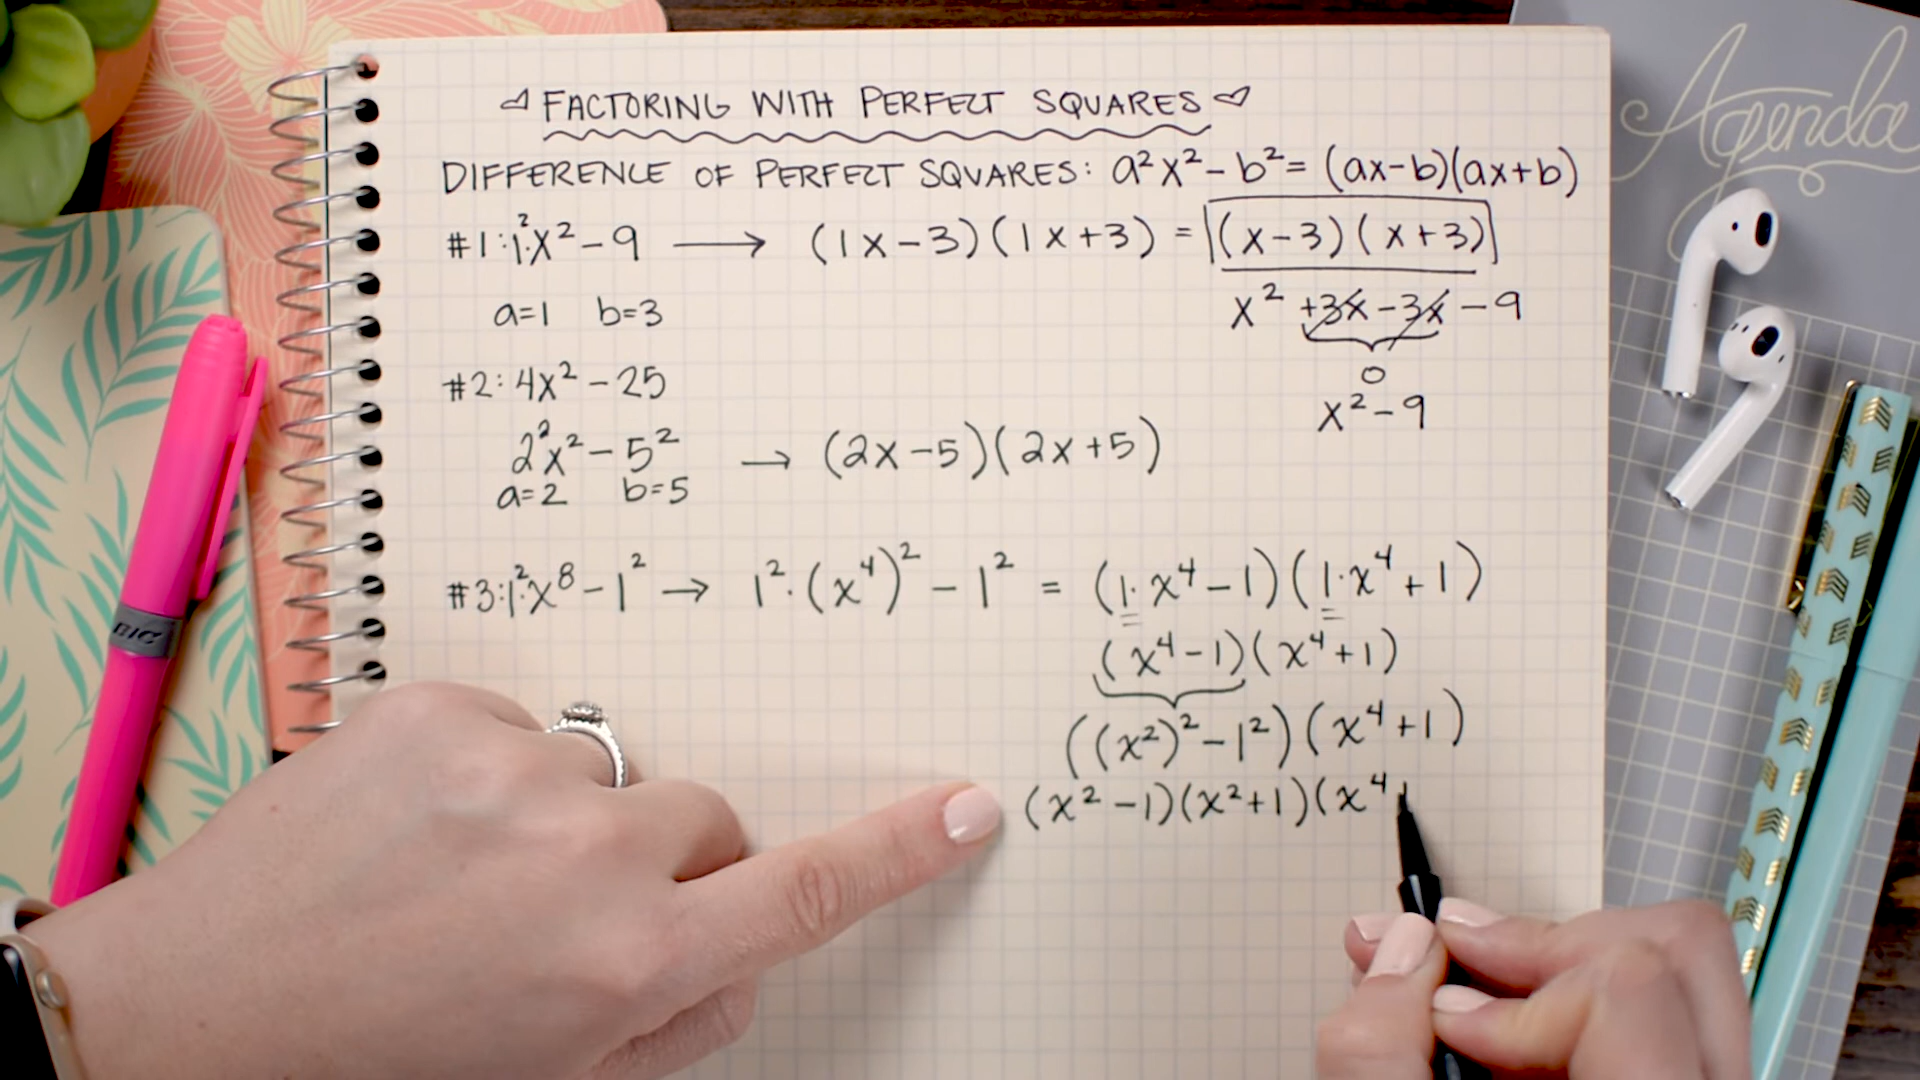 FACTORING WITH PERFECT SQUARES
DIFFERENCE OF PERFECT SQUARES: a²x² - b² = (ax-b)(ax+b)
#1: 1²·x² - 9 → (1x-3)(1x+3) = (x-3)(x+3)
x² +3x -3x -9
a=1 b=3
0
#2: 4x² - 25
x² - 9
2²x² - 5² → (2x-5)(2x+5)
a=2 b=5
#3: 1²·x⁸ - 1² → 1²·(x⁴)² - 1² = (1·x⁴-1)(1·x⁴+1)
(x⁴-1)(x⁴+1)
((x²)²-1²)(x⁴+1)
(x²-1)(x²+1)(x⁴
Agenda
BIC